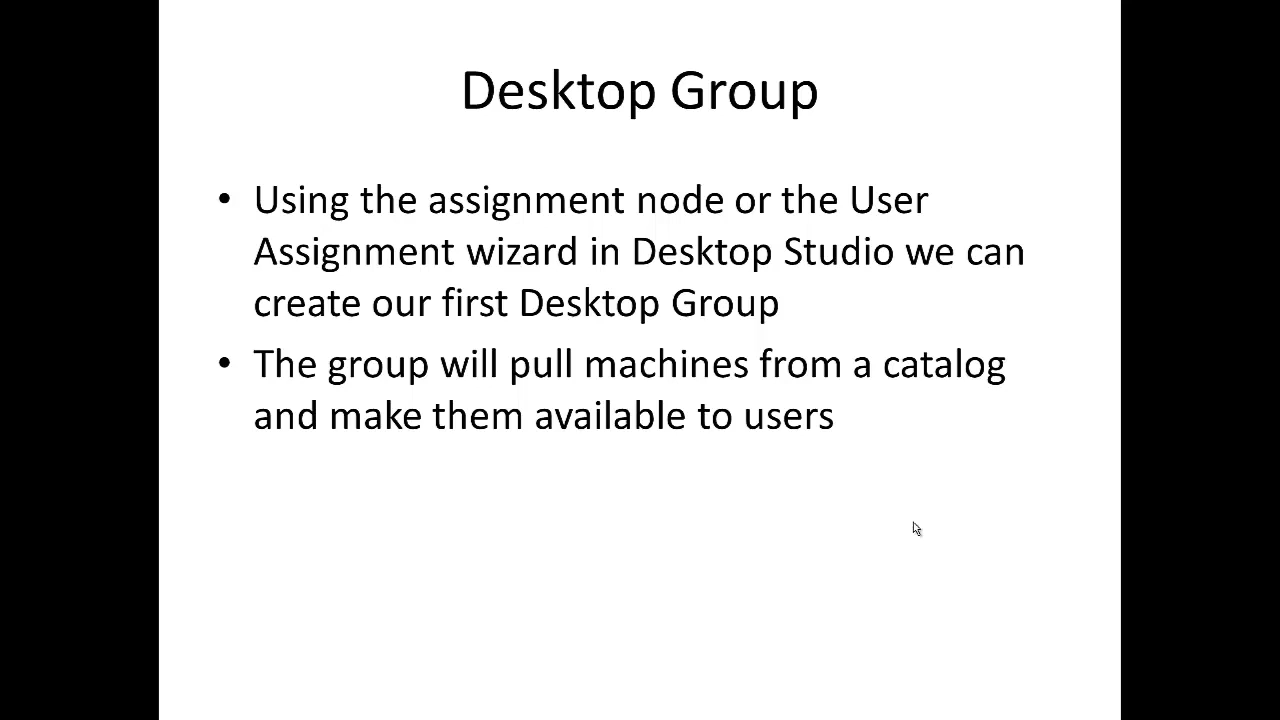 Desktop Group
• Using the assignment node or the User
Assignment wizard in Desktop Studio we can
create our first Desktop Group
• The group will pull machines from a catalog
and make them available to users